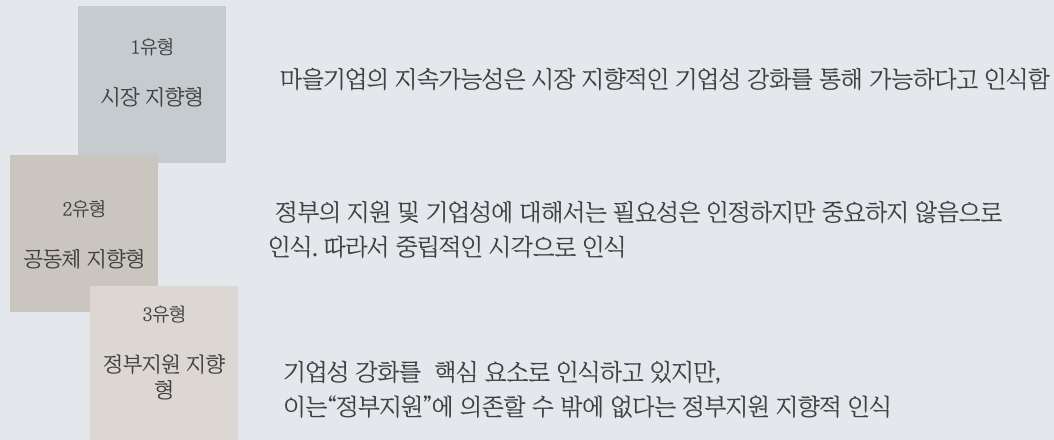 1유형
시장 지향형
마을기업의 지속가능성은 시장 지향적인 기업성 강화를 통해 가능하다고 인식함
2유형
공동체 지향형
정부의 지원 및 기업성에 대해서는 필요성은 인정하지만 중요하지 않음으로
인식. 따라서 중립적인 시각으로 인식
3유형
정부지원 지향
형
기업성 강화를  핵심 요소로 인식하고 있지만,
이는“정부지원”에 의존할 수 밖에 없다는 정부지원 지향적 인식